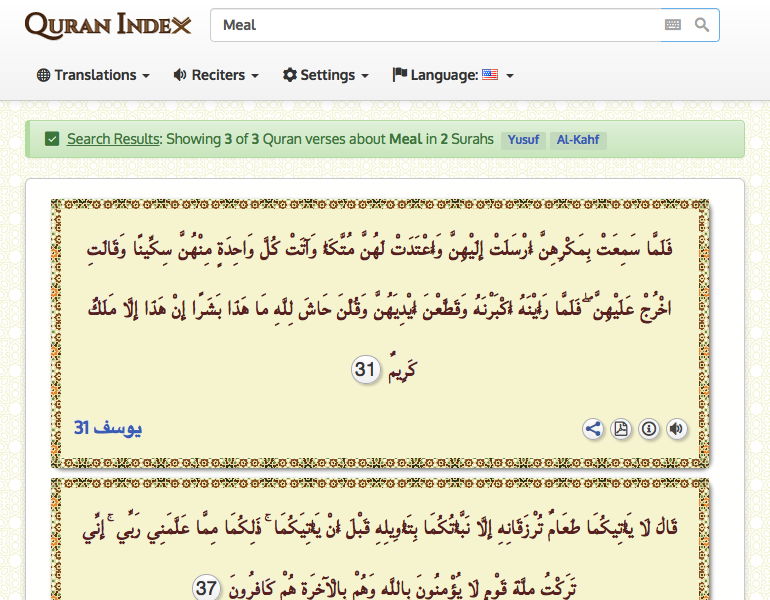 QURAN INDEX
Meal
Translations
Reciters
Settings
Language:
Search Results: Showing 3 of 3 Quran verses about Meal in 2 Surahs Yusuf Al-Kahf
فَلَمَّا سَمِعَتْ بِمَكْرِهِنَّ أَرْسَلَتْ إِلَيْهِنَّ وَأَعْتَدَتْ لَهُنَّ مُتَّكَأً وَآتَتْ كُلَّ وَاحِدَةٍ مِنْهُنَّ سِكِّينًا وَقَالَتِ
اخْرُجْ عَلَيْهِنَّ ۖ فَلَمَّا رَأَيْنَهُ أَكْبَرْنَهُ وَقَطَّعْنَ أَيْدِيَهُنَّ وَقُلْنَ حَاشَ لِلَّهِ مَا هَذَا بَشَرًا إِنْ هَذَا إِلَّا مَلَكٌ
كَرِيمٌ 31
يوسف 31
قَالَ لَا يَأْتِيكُمَا طَعَامٌ تُرْزَقَانِهِ إِلَّا نَبَّأْتُكُمَا بِتَأْوِيلِهِ قَبْلَ أَنْ يَأْتِيَكُمَا ۚ ذَلِكُمَا مِمَّا عَلَّمَنِي رَبِّي ۚ إِنِّي
تَرَكْتُ مِلَّةَ قَوْمٍ لَا يُؤْمِنُونَ بِاللَّهِ وَهُمْ بِالْآخِرَةِ هُمْ كَافِرُونَ 37